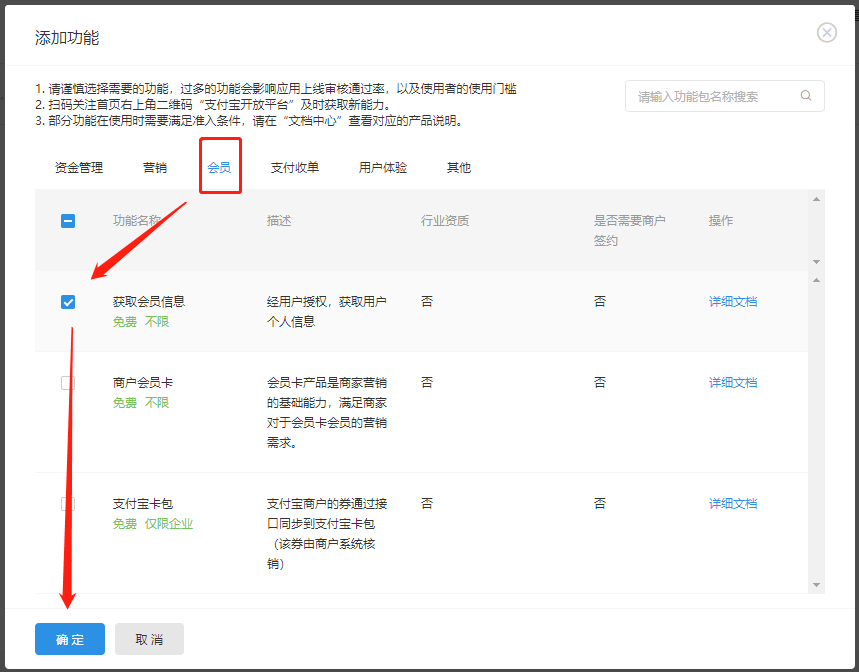 添加功能
1. 请谨慎选择需要的功能，过多的功能会影响应用上线审核通过率，以及使用者的使用门槛
2. 扫码关注首页右上角二维码“支付宝开放平台”及时获取新能力。
3. 部分功能在使用时需要满足准入条件，请在“文档中心”查看对应的产品说明。
请输入功能包名称搜索
资金管理 营销 会员 支付收单 用户体验 其他
功能名称 描述 行业资质 是否需要商户 操作
签约
获取会员信息 经用户授权，获取用户 否 否 详细文档
免费 不限 个人信息
商户会员卡 会员卡产品是商家营销 否 否 详细文档
免费 不限 的基础能力，满足商家
对于会员卡会员的营销
需求。
支付宝卡包 支付宝商户的券通过接 否 否 详细文档
免费 仅限企业 口同步到支付宝卡包
（该券由商户系统核
销）
确 定 取 消